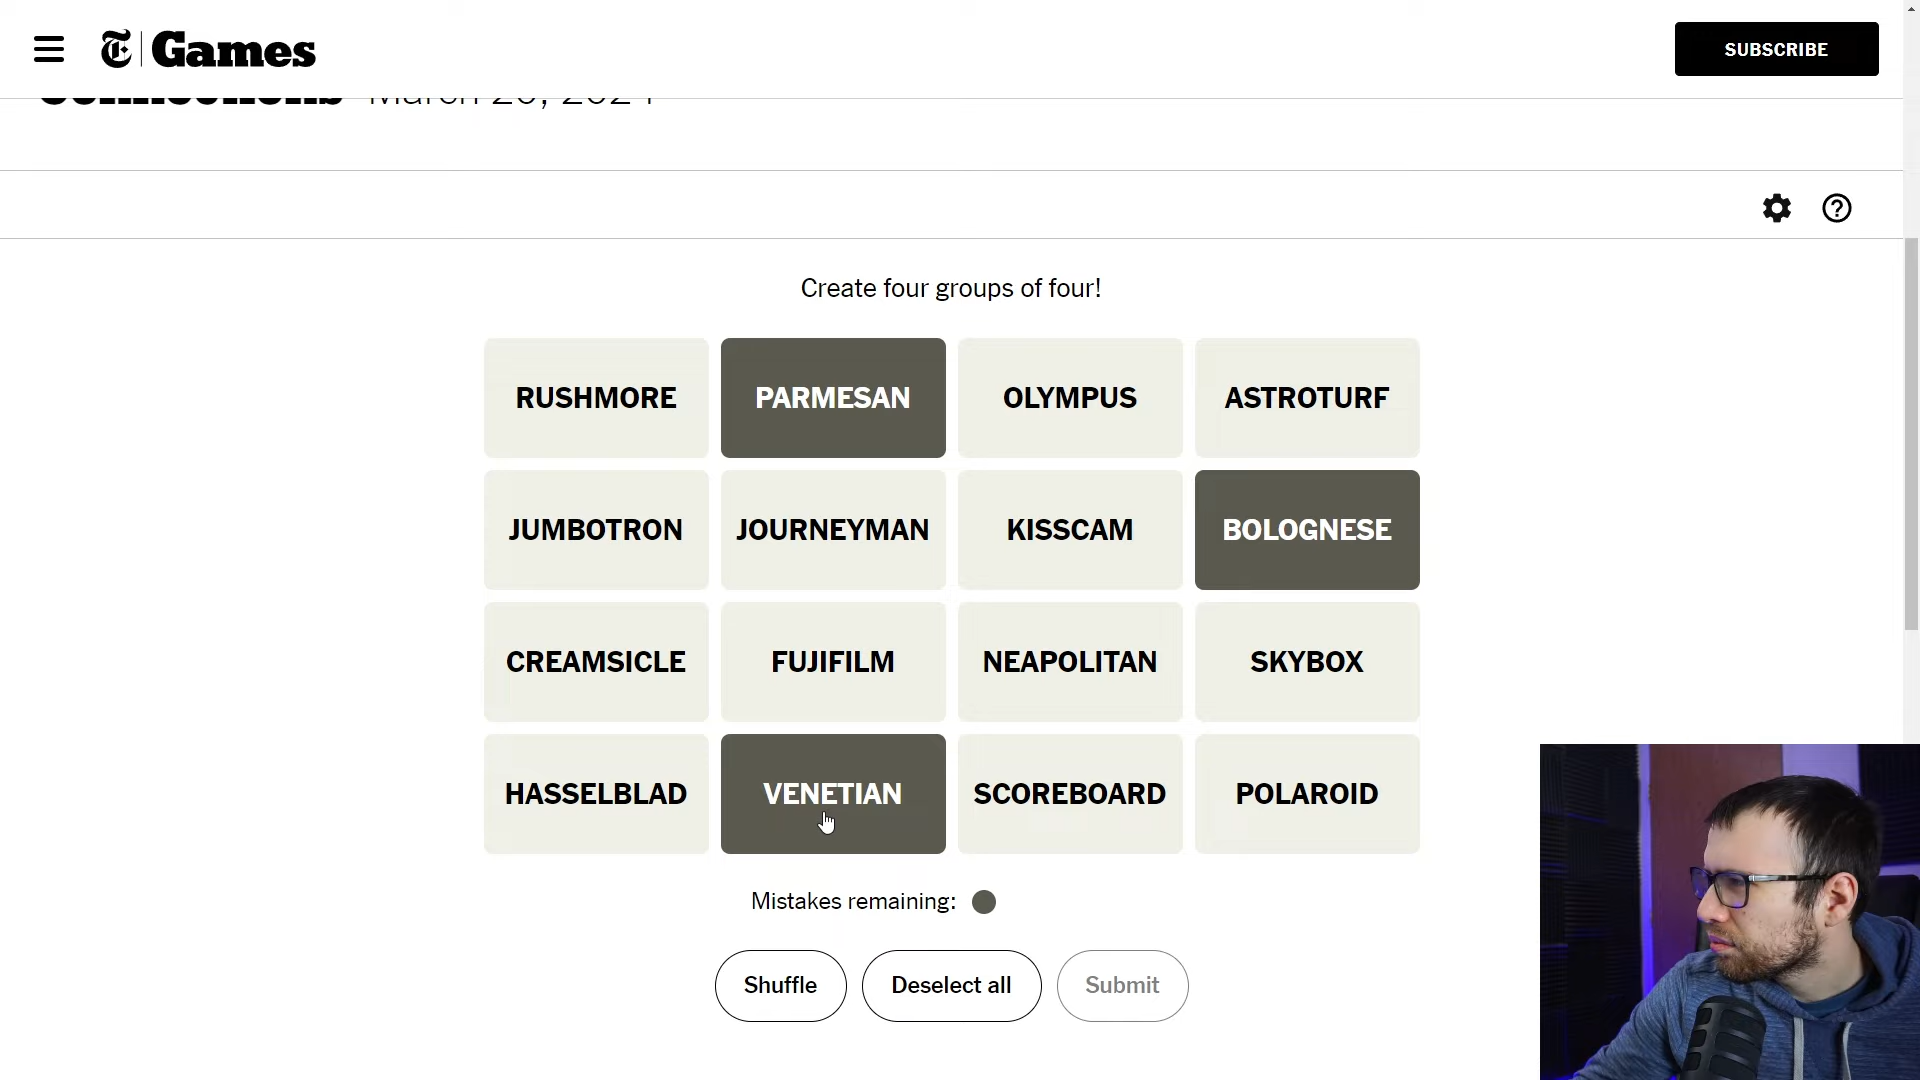 Games
SUBSCRIBE
Create four groups of four!
RUSHMORE PARMESAN OLYMPUS ASTROTURF
JUMBOTRON JOURNEYMAN KISSCAM BOLOGNESE
CREAMSICLE FUJIFILM NEAPOLITAN SKYBOX
HASSELBLAD VENETIAN SCOREBOARD POLAROID
Mistakes remaining:
Shuffle Deselect all Submit